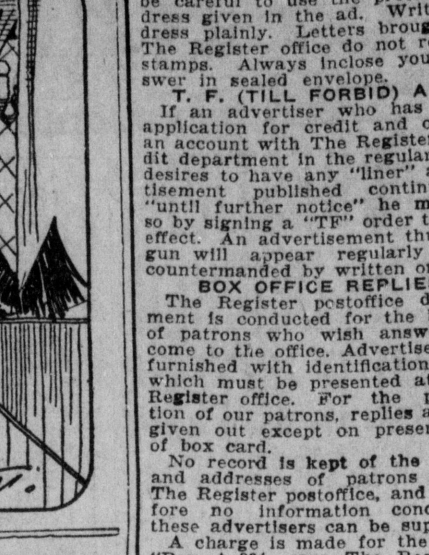 be careful to use the
dress given in the ad. Writ
dress plainly. Letters broug
The Register office do not r
stamps. Always inclose you
swer in sealed envelope.
T. F. (TILL FORBID) A
If an advertiser who has
application for credit and
an account with The Register
dit department in the regular
desires to have any "liner" a
tisement published contin
"until further notice" he m
so by signing a "TF" order t
effect. An advertisement thu
gun will appear regularly
countermanded by written or
BOX OFFICE REPLIE
The Register postoffice d
ment is conducted for the
of patrons who wish answ
come to the office. Advertise
furnished with identification
which must be presented at
Register office. For the p
tion of our patrons, replies a
given out except on presen
of box card.
No record is kept of the
and addresses of patrons
The Register postoffice, and
fore no information conc
these advertisers can be sup
A charge is made for the